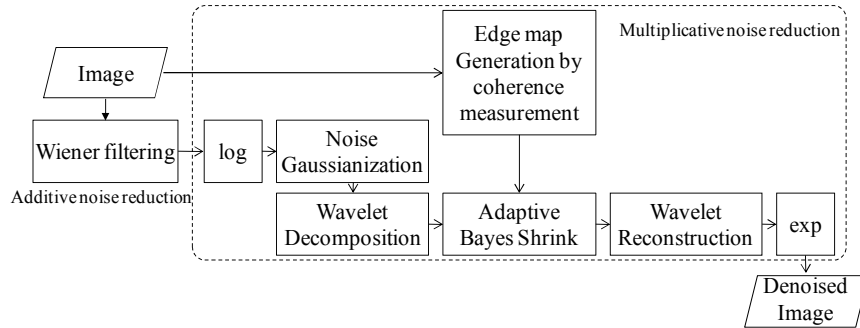 Image
Edge map
Generation by
coherence
measurement
Multiplicative noise reduction
Wiener filtering
log
Noise
Gaussianization
Additive noise reduction
Wavelet
Decomposition
Adaptive
Bayes Shrink
Wavelet
Reconstruction
exp
Denoised
Image